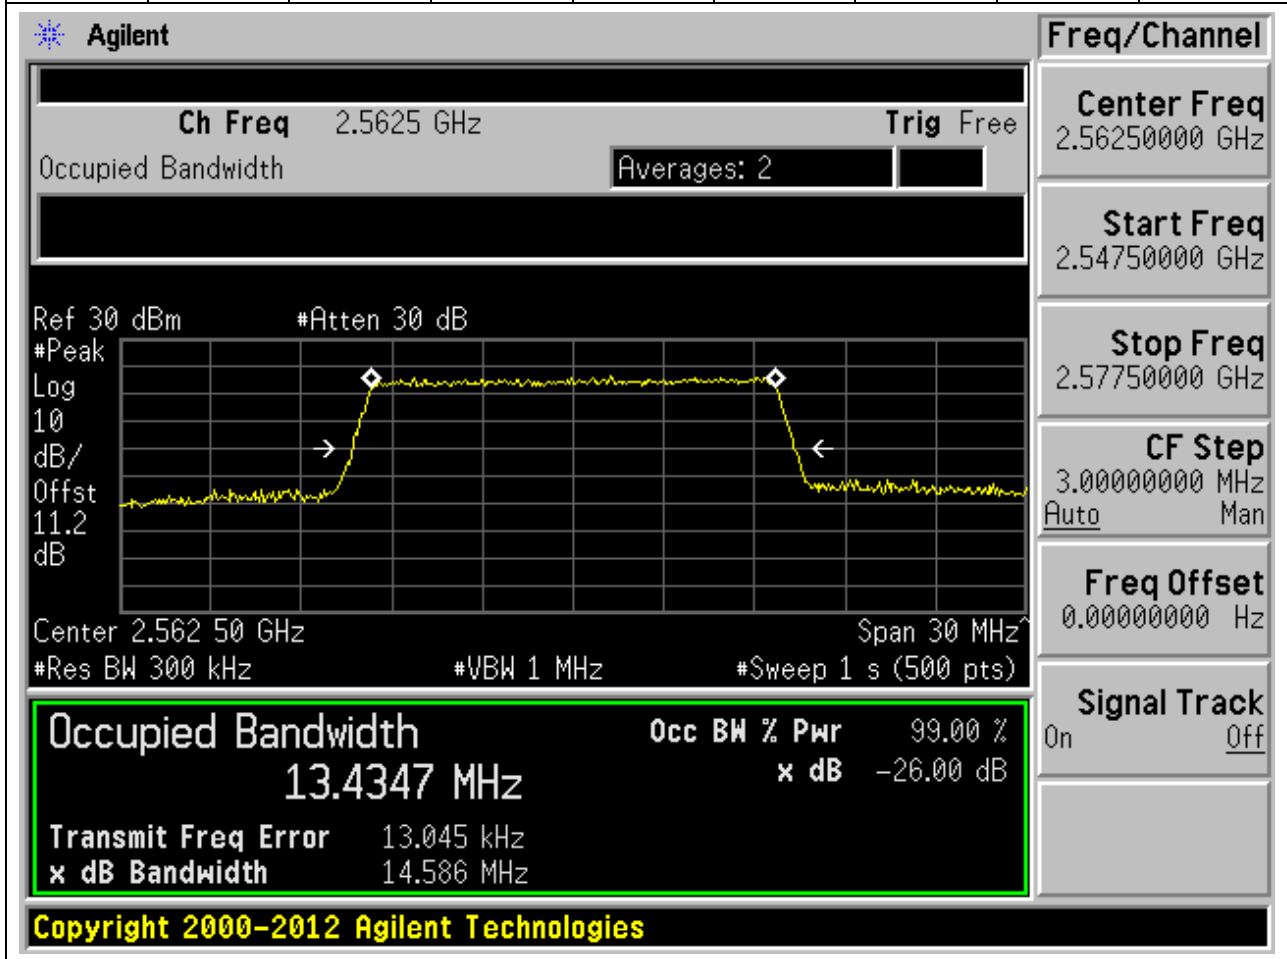 Agilent
Freq/Channel
Ch Freq 2.5625 GHz Trig Free
Occupied Bandwidth Averages: 2
Center Freq
2.56250000 GHz
Start Freq
2.54750000 GHz
Stop Freq
2.57750000 GHz
CF Step
3.00000000 MHz
Auto Man
Freq Offset
0.00000000 Hz
Signal Track
On Off
Ref 30 dBm #Atten 30 dB
#Peak
Log
10
dB/
Offst
11.2
dB
Center 2.562 50 GHz Span 30 MHz^
#Res BW 300 kHz #VBW 1 MHz #Sweep 1 s (500 pts)
Occupied Bandwidth Occ BW % Pwr 99.00 %
13.4347 MHz x dB -26.00 dB
Transmit Freq Error 13.045 kHz
x dB Bandwidth 14.586 MHz
Copyright 2000-2012 Agilent Technologies